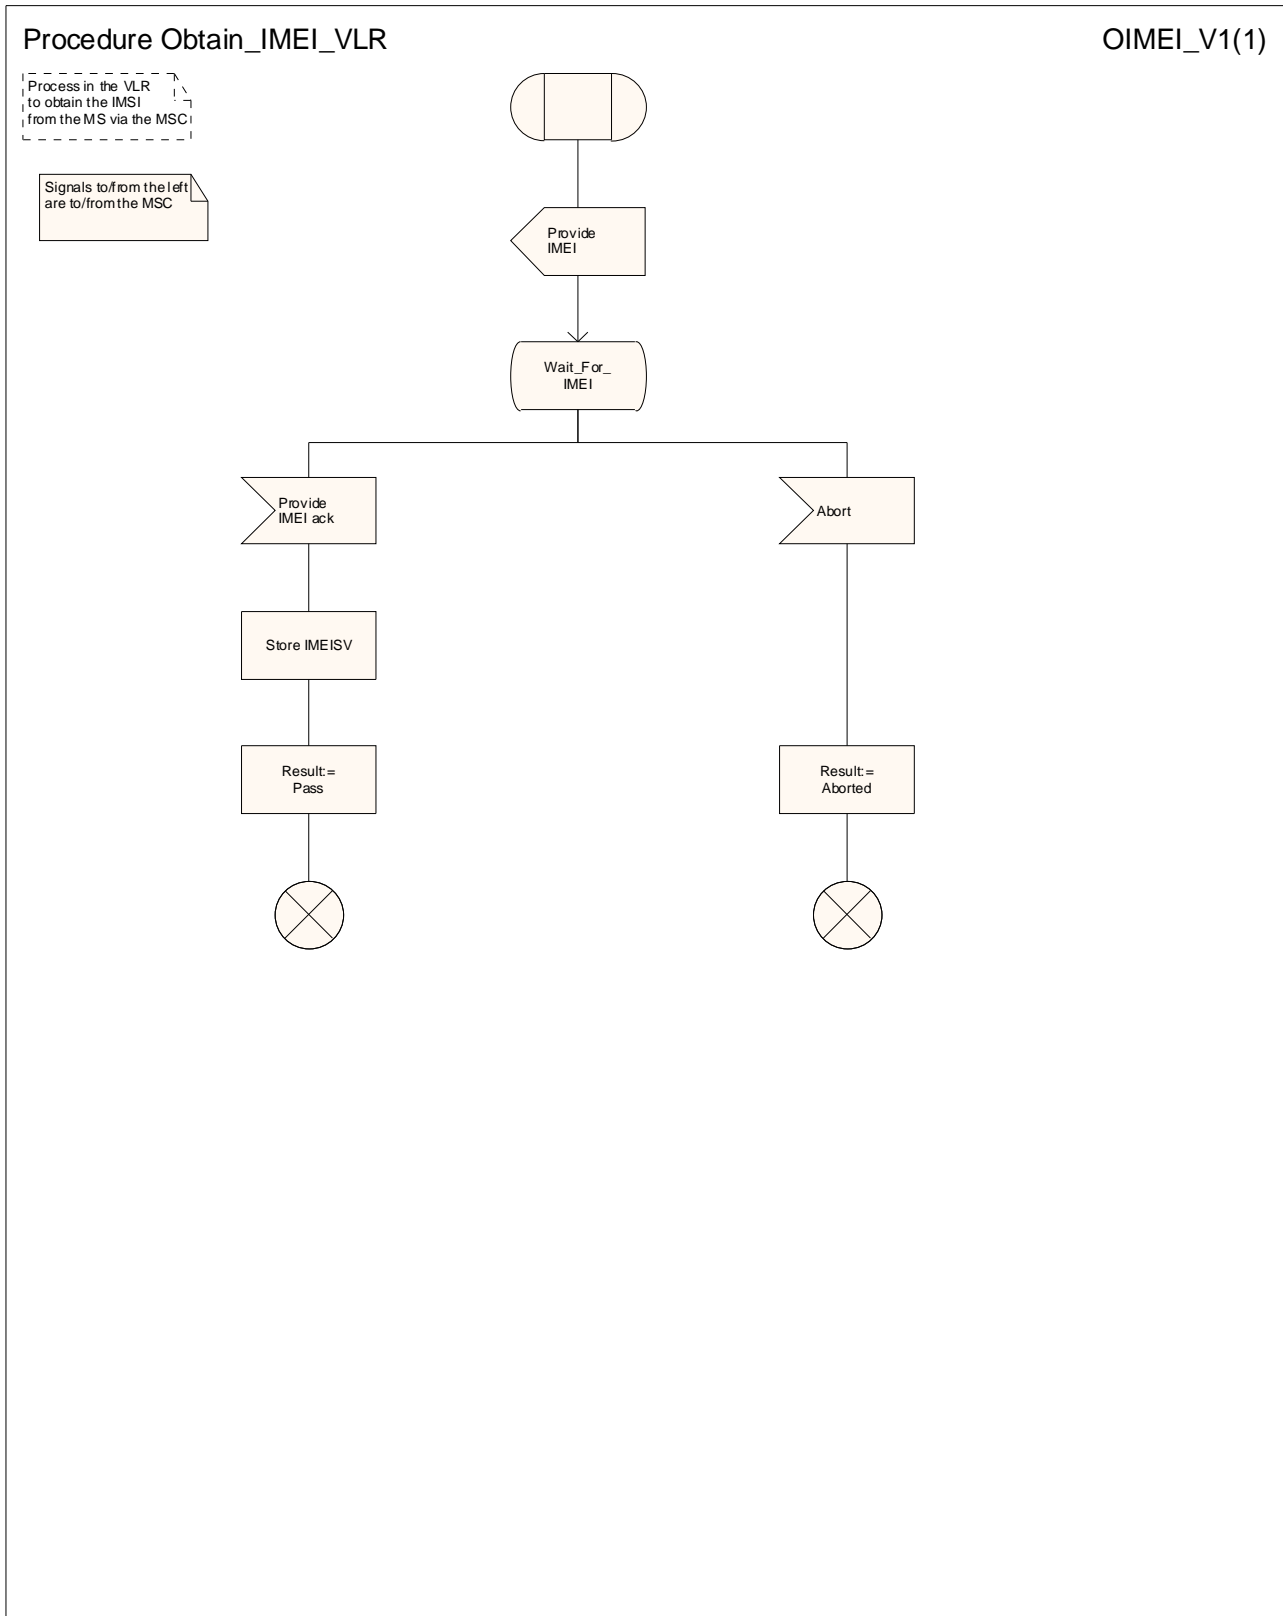 Procedure Obtain_IMEI_VLR
OIMEI_V1(1)
Process in the VLR
to obtain the IMSI
from the MS via the MSC
Signals to/from the left
are to/from the MSC
Provide
IMEI
Wait_For_
IMEI
Provide
IMEI ack
Abort
Store IMEISV
Result:=
Pass
Result:=
Aborted